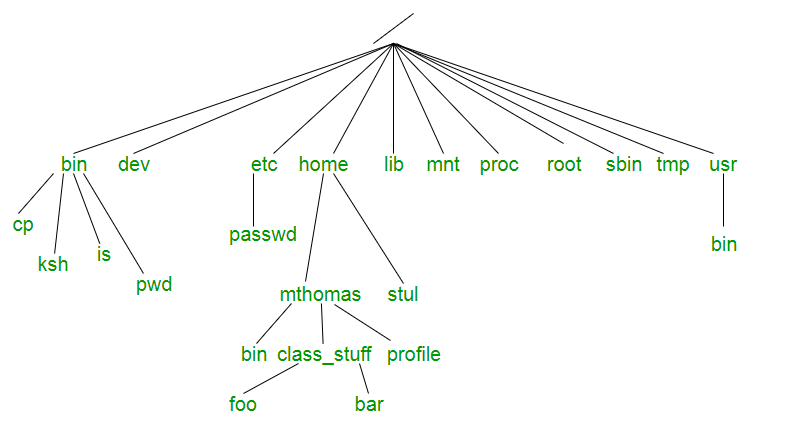 /
bin dev etc home lib mnt proc root sbin tmp usr
cp
passwd
bin
ksh
is
pwd
mthomas stul
bin class_stuff profile
foo bar